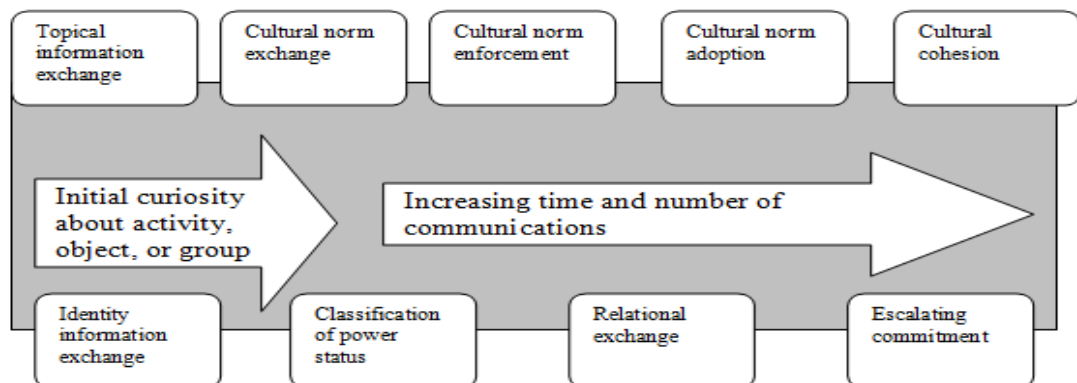 Topical
information
exchange
Cultural norm
exchange
Cultural norm
enforcement
Cultural norm
adoption
Cultural
cohesion
Initial curiosity
about activity,
object, or group
Increasing time and number of
communications
Identity
information
exchange
Classification
of power
status
Relational
exchange
Escalating
commitment